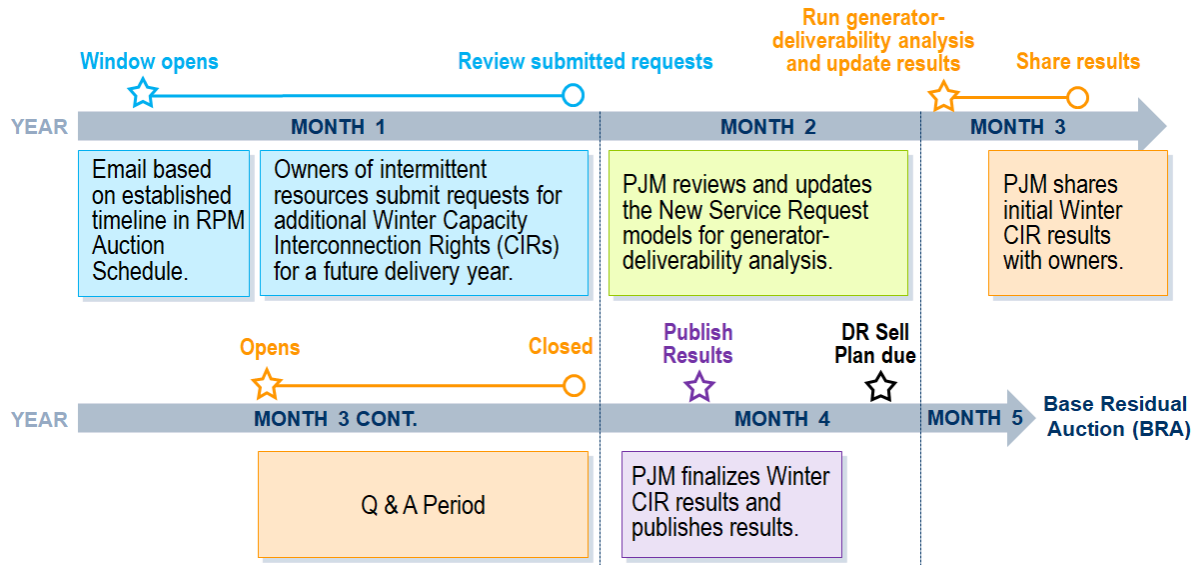 Run generator-
deliverability analysis
and update results
Window opens
Review submitted requests
Share results
YEAR
MONTH 1
MONTH 2
MONTH 3
Email based
on established
timeline in RPM
Auction
Schedule.
Owners of intermittent
resources submit requests for
additional Winter Capacity
Interconnection Rights (CIRs)
for a future delivery year.
PJM reviews and updates
the New Service Request
models for generator-
deliverability analysis.
PJM shares
initial Winter
CIR results
with owners.
Opens
Closed
Publish
Results
DR Sell
Plan due
YEAR
MONTH 3 CONT.
MONTH 4
MONTH 5
Base Residual
Auction (BRA)
Q & A Period
PJM finalizes Winter
CIR results and
publishes results.